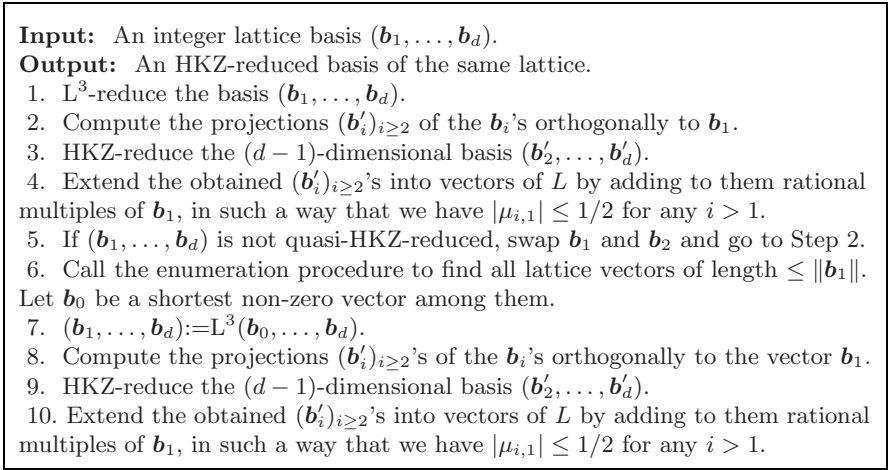 Input: An integer lattice basis (b₁, . . . , b_d).
Output: An HKZ-reduced basis of the same lattice.
1. L³-reduce the basis (b₁, . . . , b_d).
2. Compute the projections (b′ᵢ)ᵢ≥₂ of the bᵢ's orthogonally to b₁.
3. HKZ-reduce the (d − 1)-dimensional basis (b′₂, . . . , b′_d).
4. Extend the obtained (b′ᵢ)ᵢ≥₂'s into vectors of L by adding to them rational
multiples of b₁, in such a way that we have |μᵢ,₁| ≤ 1/2 for any i > 1.
5. If (b₁, . . . , b_d) is not quasi-HKZ-reduced, swap b₁ and b₂ and go to Step 2.
6. Call the enumeration procedure to find all lattice vectors of length ≤ ‖b₁‖.
Let b₀ be a shortest non-zero vector among them.
7. (b₁, . . . , b_d):=L³(b₀, . . . , b_d).
8. Compute the projections (b′ᵢ)ᵢ≥₂'s of the bᵢ's orthogonally to the vector b₁.
9. HKZ-reduce the (d − 1)-dimensional basis (b′₂, . . . , b′_d).
10. Extend the obtained (b′ᵢ)ᵢ≥₂'s into vectors of L by adding to them rational
multiples of b₁, in such a way that we have |μᵢ,₁| ≤ 1/2 for any i > 1.